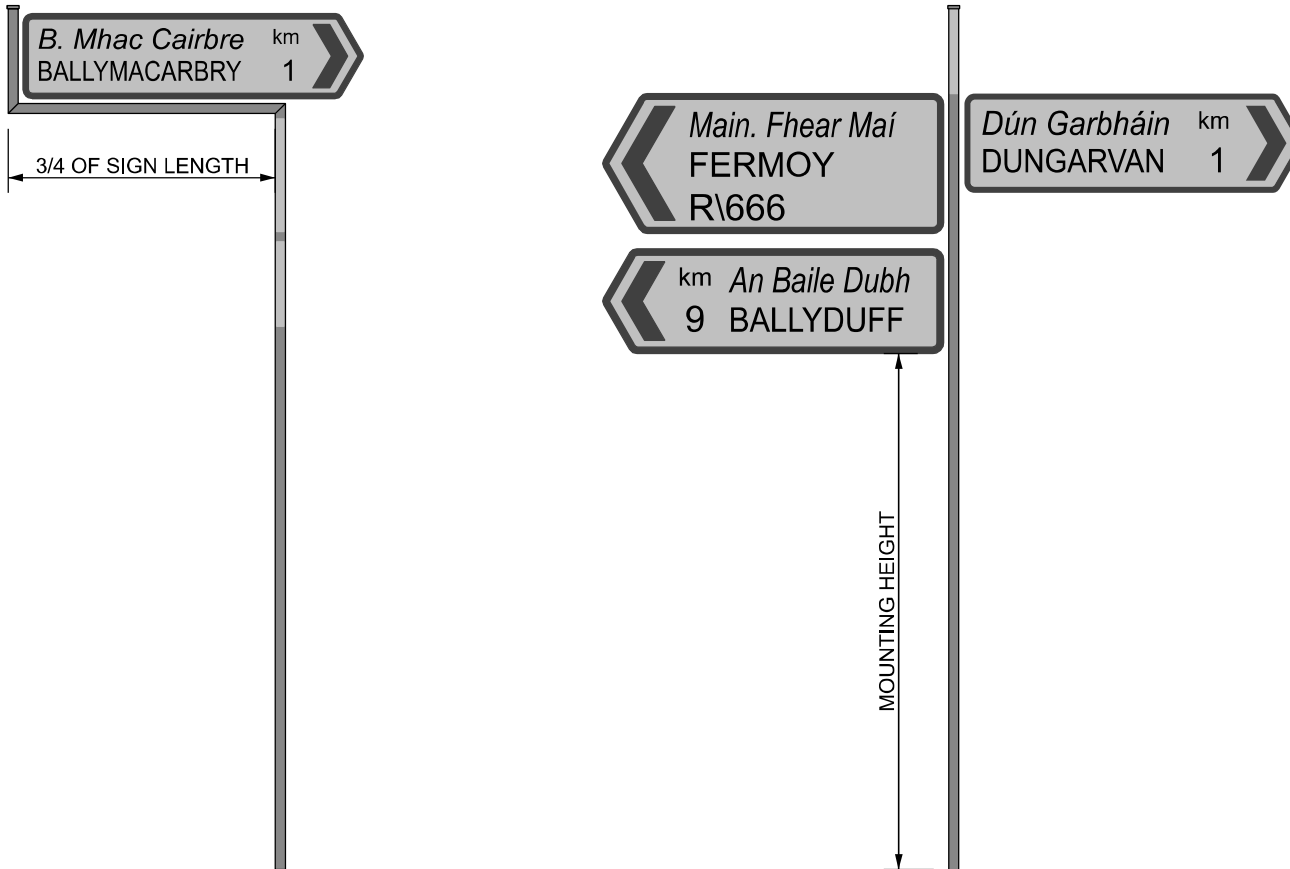 B. Mhac Cairbre km
BALLYMACARBRY 1
3/4 OF SIGN LENGTH
Main. Fhear Maí
FERMOY
R\666
km An Baile Dubh
9 BALLYDUFF
Dún Garbháin km
DUNGARVAN 1
MOUNTING HEIGHT